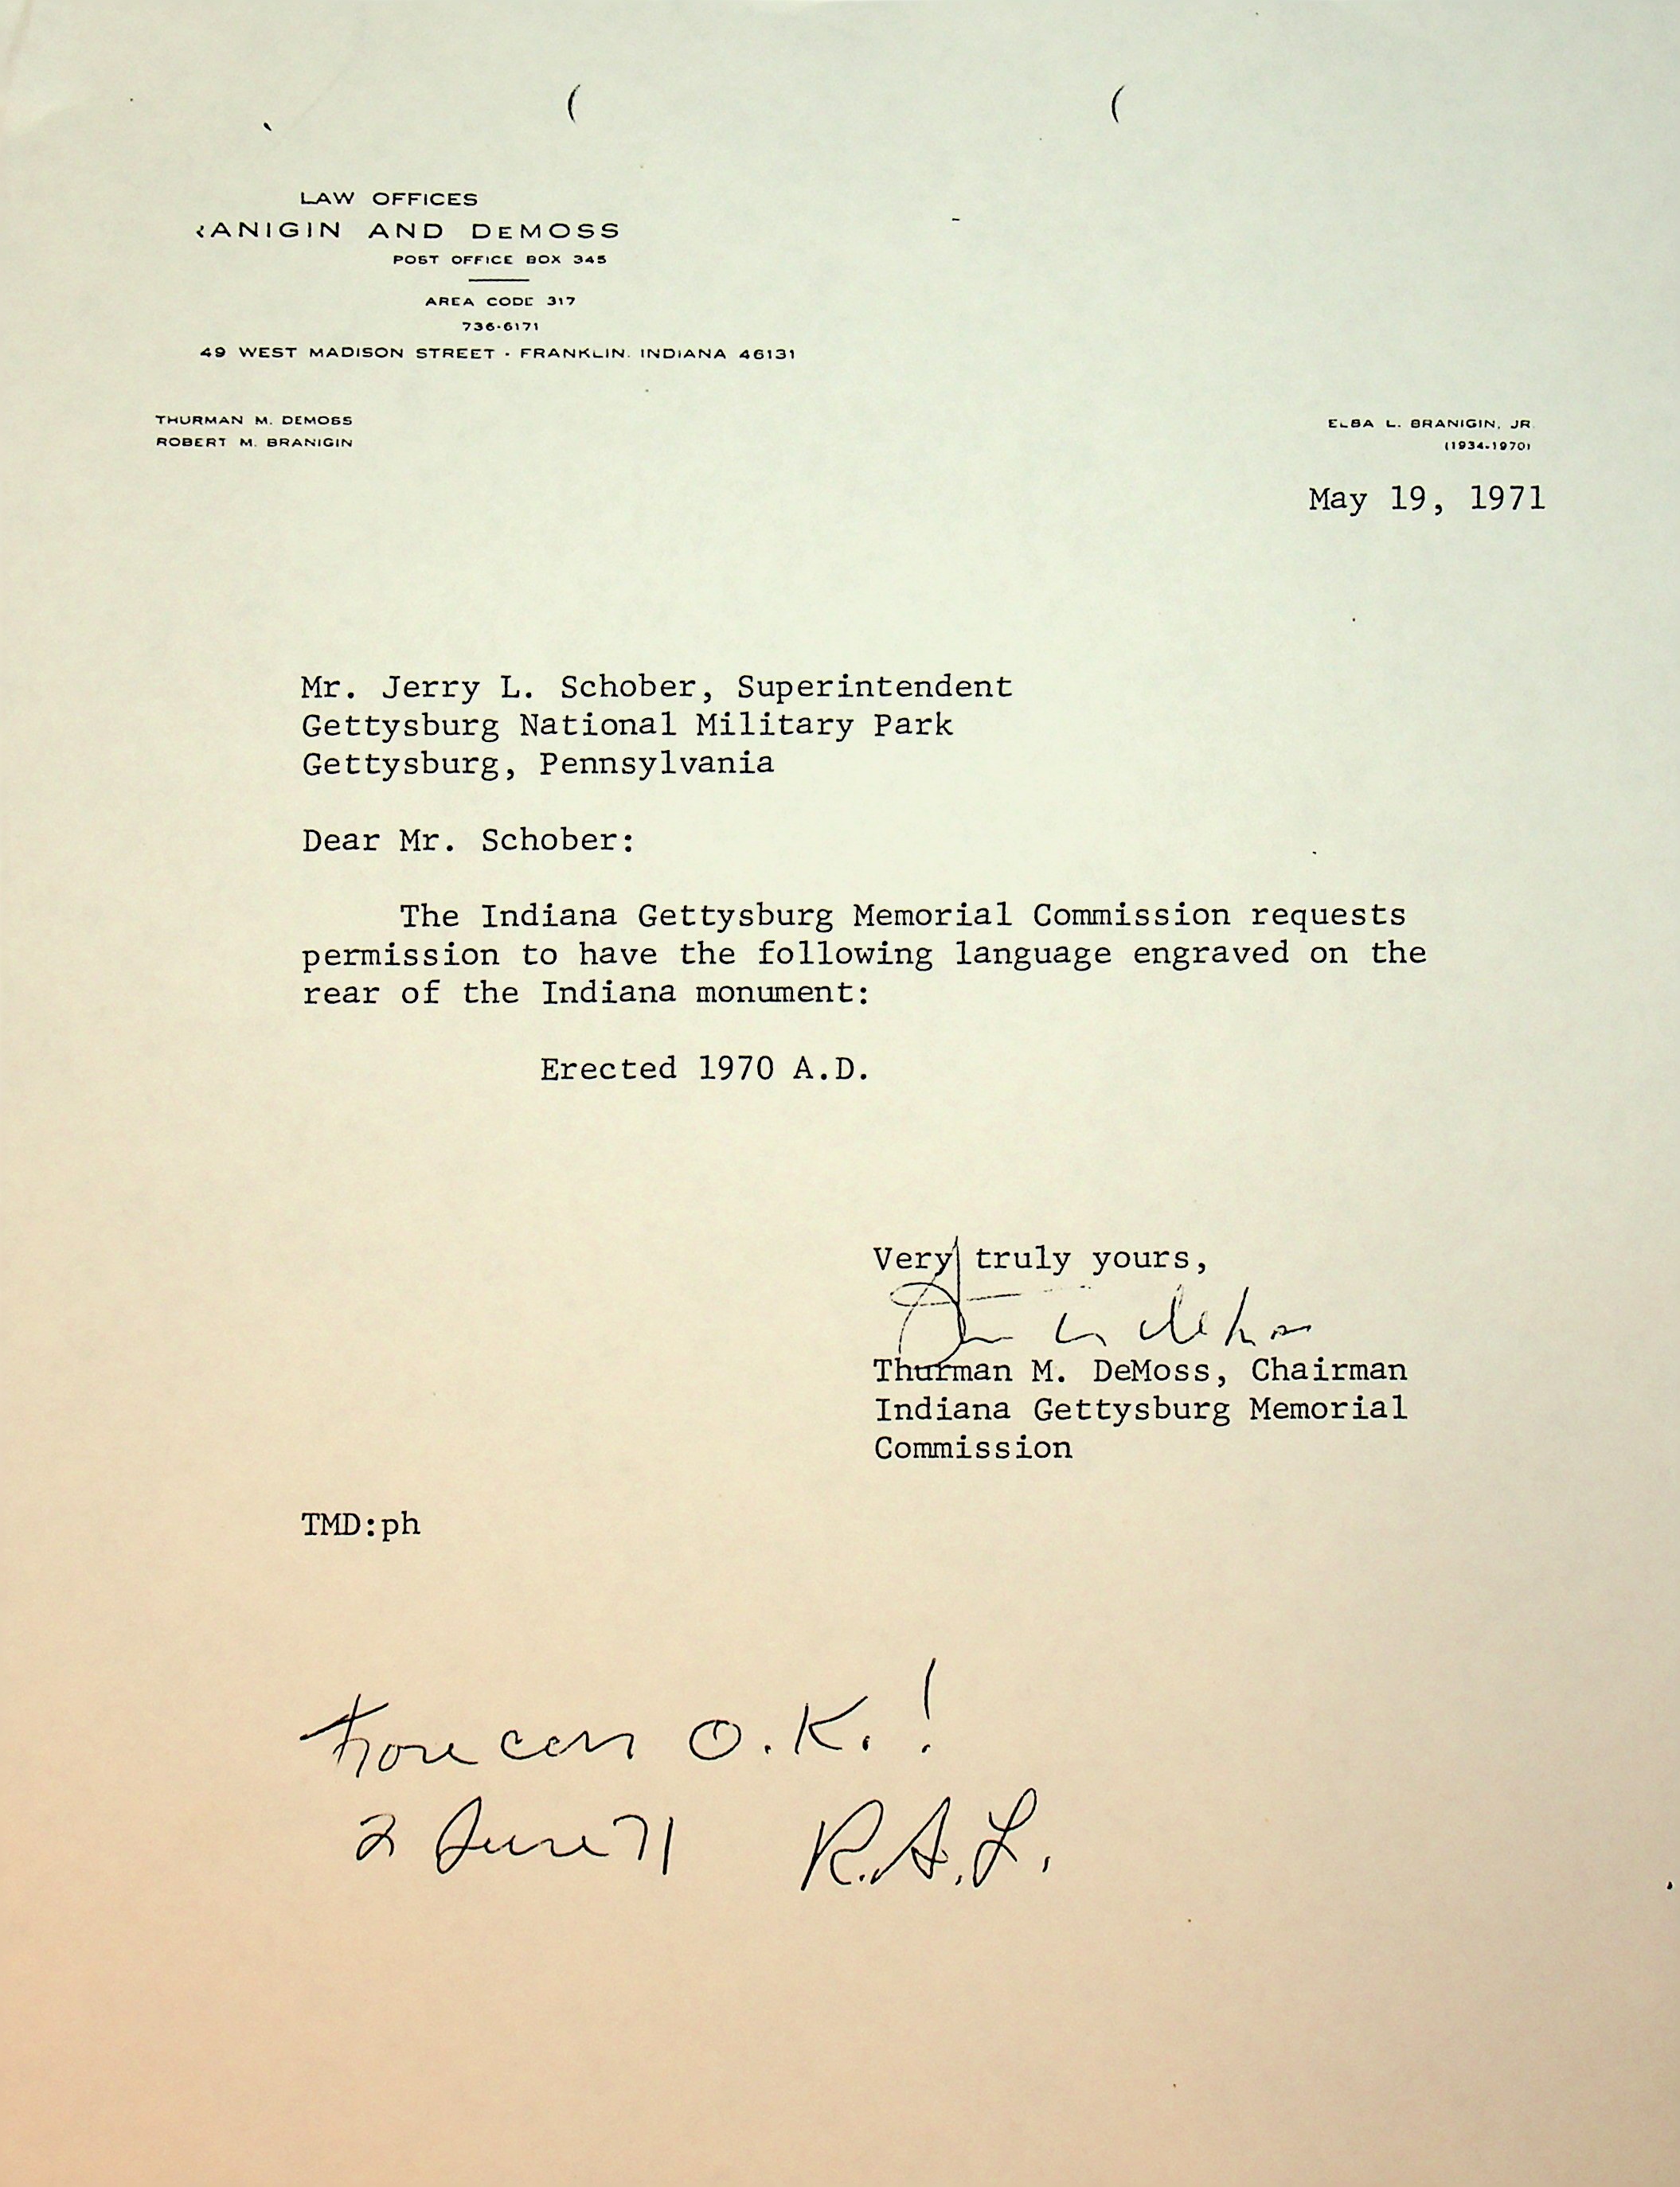 LAW OFFICES
RANIGIN AND DEMOSS
POST OFFICE BOX 345
AREA CODE 317
736-6171
49 WEST MADISON STREET · FRANKLIN, INDIANA 46131
THURMAN M. DEMOSS
ROBERT M. BRANIGIN
ELBA L. BRANIGIN, JR.
(1934-1970)
May 19, 1971
Mr. Jerry L. Schober, Superintendent
Gettysburg National Military Park
Gettysburg, Pennsylvania
Dear Mr. Schober:
The Indiana Gettysburg Memorial Commission requests
permission to have the following language engraved on the
rear of the Indiana monument:
Erected 1970 A.D.
Very truly yours,
Thurman M. DeMoss, Chairman
Indiana Gettysburg Memorial
Commission
TMD:ph
O.K.!
2 June 71 R.A.L.